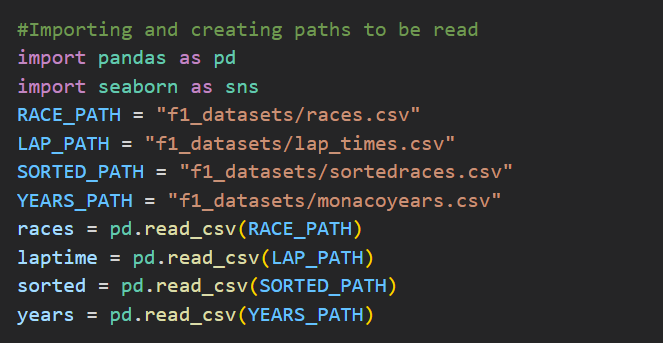 #Importing and creating paths to be read
import pandas as pd
import seaborn as sns
RACE_PATH = "f1_datasets/races.csv"
LAP_PATH = "f1_datasets/lap_times.csv"
SORTED_PATH = "f1_datasets/sortedraces.csv"
YEARS_PATH = "f1_datasets/monacoyears.csv"
races = pd.read_csv(RACE_PATH)
laptime = pd.read_csv(LAP_PATH)
sorted = pd.read_csv(SORTED_PATH)
years = pd.read_csv(YEARS_PATH)